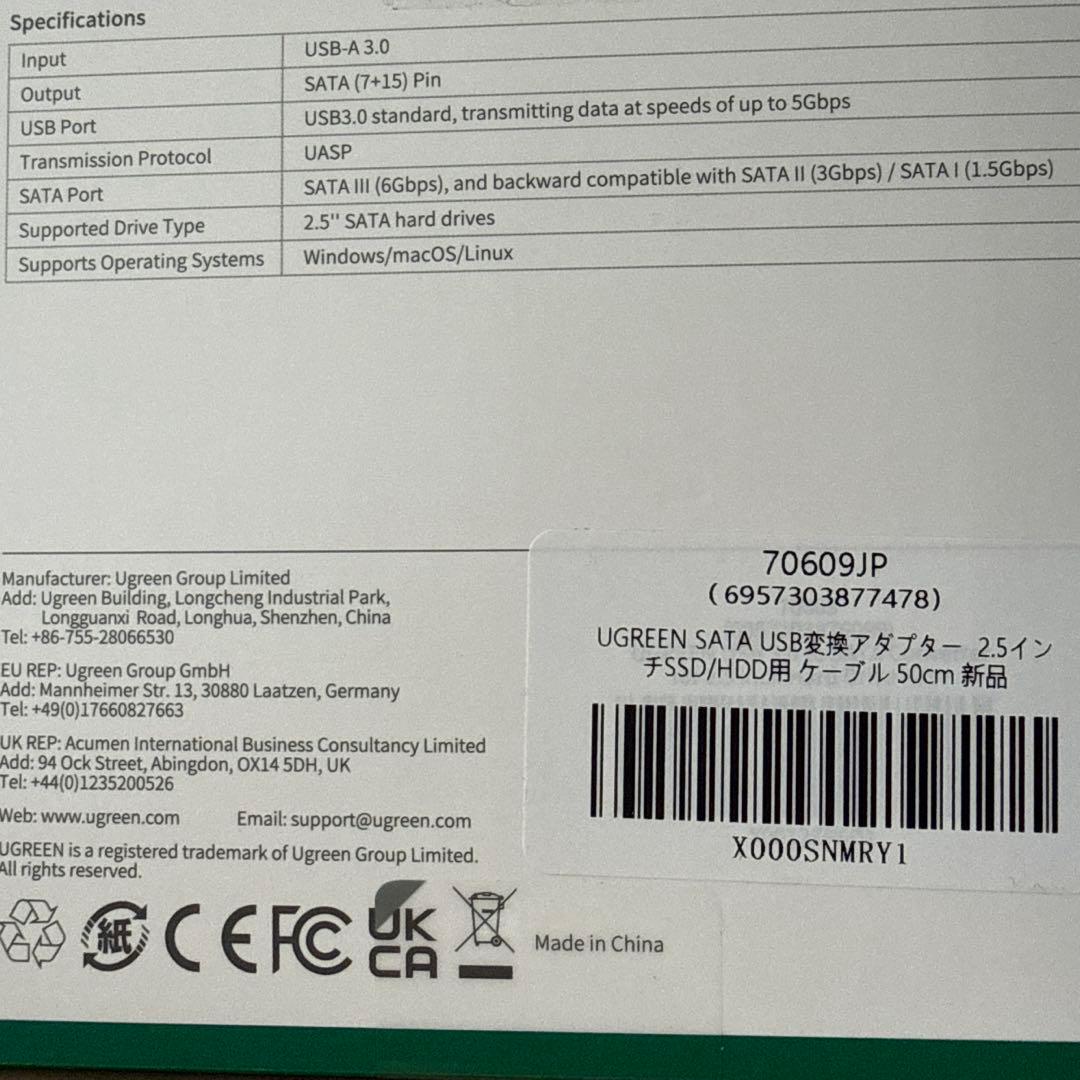 Specifications
Input USB-A 3.0
Output SATA (7+15) Pin
USB Port USB3.0 standard, transmitting data at speeds of up to 5Gbps
Transmission Protocol UASP
SATA Port SATA III (6Gbps), and backward compatible with SATA II (3Gbps) / SATA I (1.5Gbps)
Supported Drive Type 2.5'' SATA hard drives
Supports Operating Systems Windows/macOS/Linux
Manufacturer: Ugreen Group Limited
Add: Ugreen Building, Longcheng Industrial Park,
Longguanxi Road, Longhua, Shenzhen, China
Tel: +86-755-28066530
EU REP: Ugreen Group GmbH
Add: Mannheimer Str. 13, 30880 Laatzen, Germany
Tel: +49(0)17660827663
UK REP: Acumen International Business Consultancy Limited
Add: 94 Ock Street, Abingdon, OX14 5DH, UK
Tel: +44(0)1235200526
Web: www.ugreen.com Email: support@ugreen.com
UGREEN is a registered trademark of Ugreen Group Limited.
All rights reserved.
紙 CE FC UK
CA
Made in China
70609JP
(6957303877478)
UGREEN SATA USB変換アダプター 2.5イン
チSSD/HDD用 ケーブル 50cm 新品
X000SNMRY1